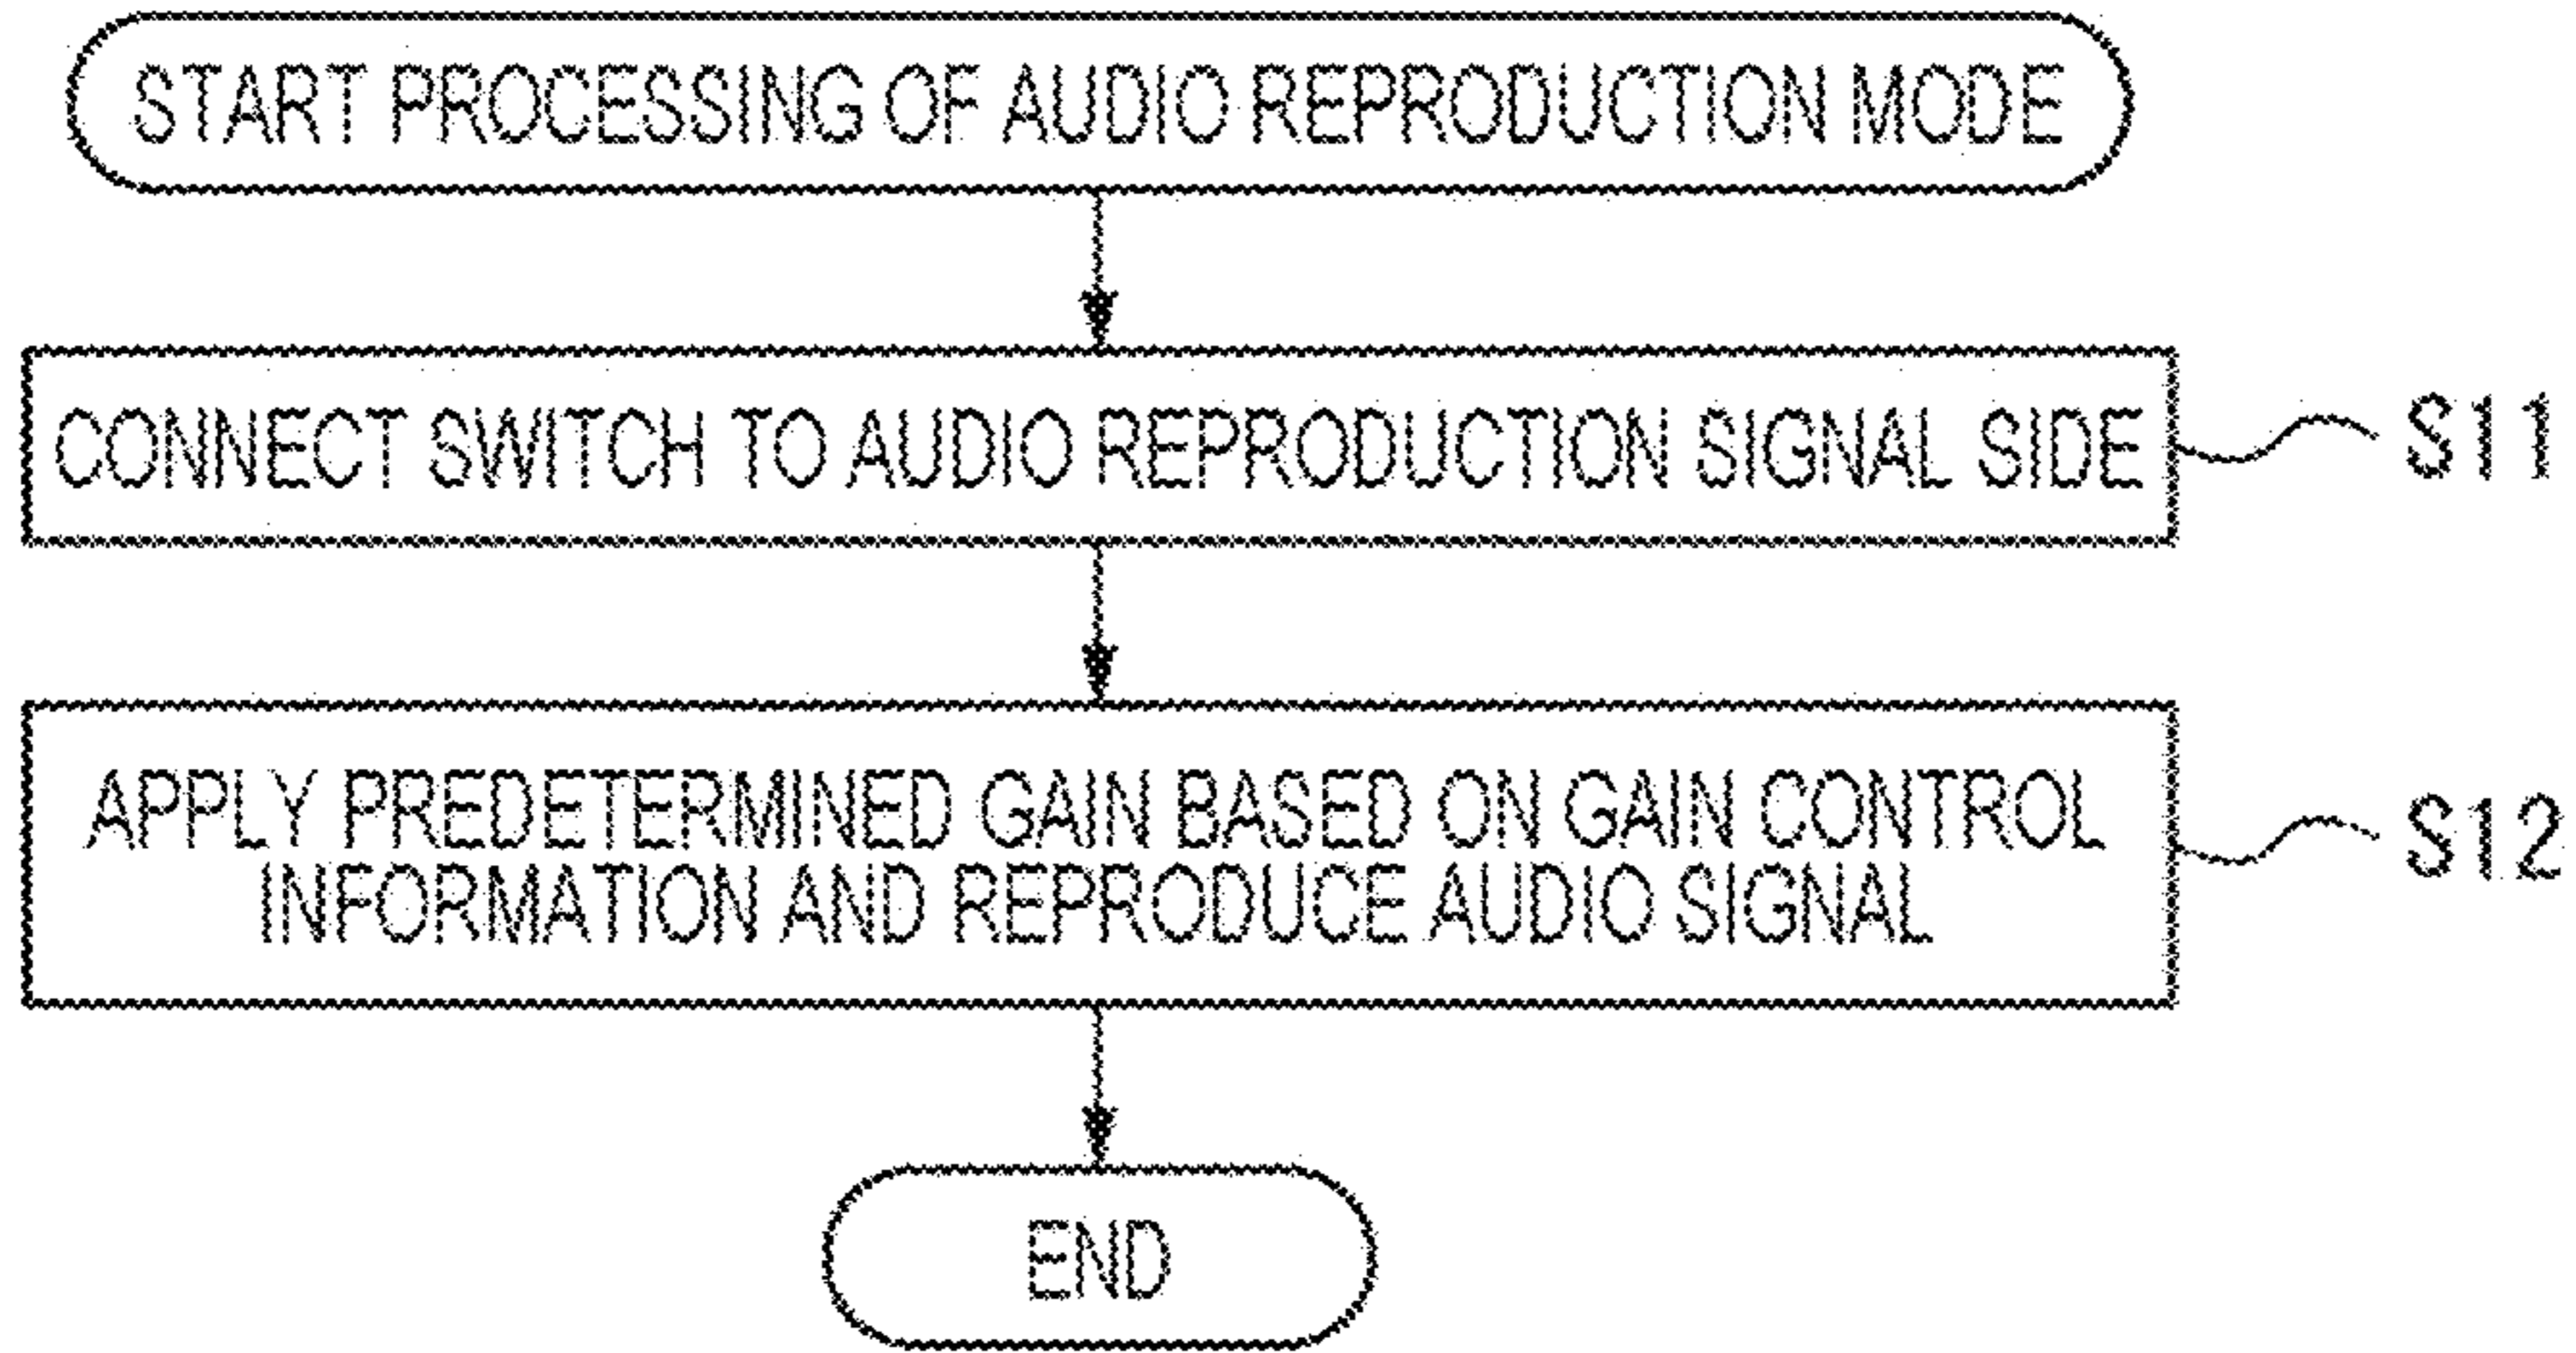 START PROCESSING OF AUDIO REPRODUCTION MODE
CONNECT SWITCH TO AUDIO REPRODUCTION SIGNAL SIDE
S11
APPLY PREDETERMINED GAIN BASED ON GAIN CONTROL
INFORMATION AND REPRODUCE AUDIO SIGNAL
S12
END